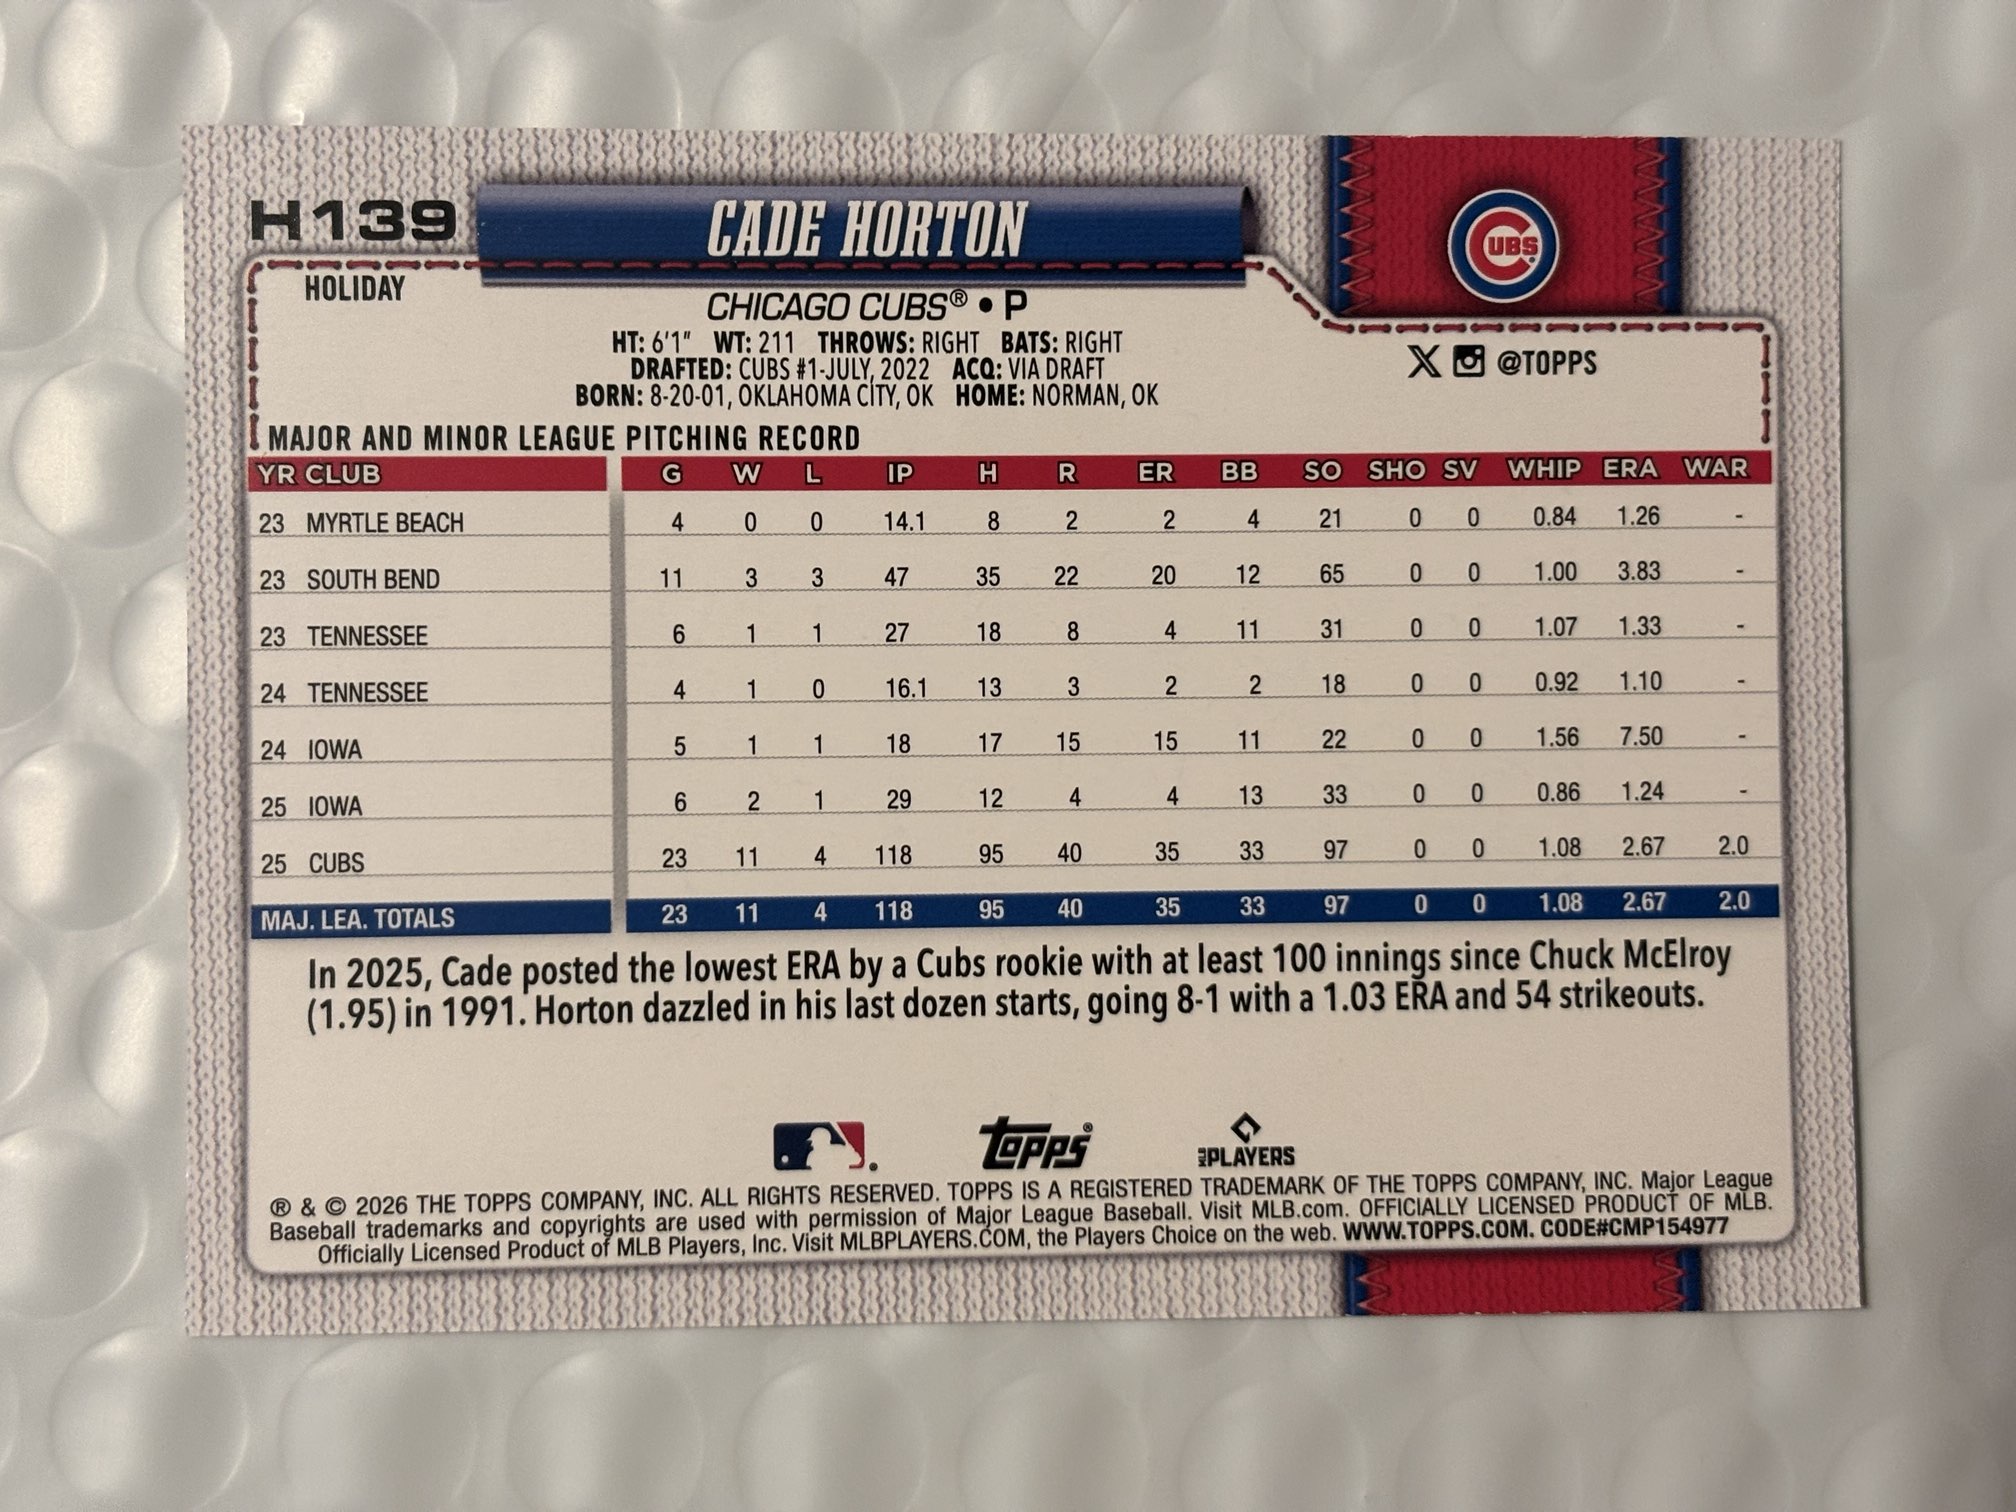 H139
CADE HORTON
CUBS
HOLIDAY
CHICAGO CUBS® • P
HT: 6'1" WT: 211 THROWS: RIGHT BATS: RIGHT
DRAFTED: CUBS #1-JULY, 2022 ACQ: VIA DRAFT
BORN: 8-20-01, OKLAHOMA CITY, OK HOME: NORMAN, OK
@TOPPS
MAJOR AND MINOR LEAGUE PITCHING RECORD
YR CLUB G W L IP H R ER BB SO SHO SV WHIP ERA WAR
23 MYRTLE BEACH 4 0 0 14.1 8 2 2 4 21 0 0 0.84 1.26 -
23 SOUTH BEND 11 3 3 47 35 22 20 12 65 0 0 1.00 3.83 -
23 TENNESSEE 6 1 1 27 18 8 4 11 31 0 0 1.07 1.33 -
24 TENNESSEE 4 1 0 16.1 13 3 2 2 18 0 0 0.92 1.10 -
24 IOWA 5 1 1 18 17 15 15 11 22 0 0 1.56 7.50 -
25 IOWA 6 2 1 29 12 4 4 13 33 0 0 0.86 1.24 -
25 CUBS 23 11 4 118 95 40 35 33 97 0 0 1.08 2.67 2.0
MAJ. LEA. TOTALS 23 11 4 118 95 40 35 33 97 0 0 1.08 2.67 2.0
In 2025, Cade posted the lowest ERA by a Cubs rookie with at least 100 innings since Chuck McElroy
(1.95) in 1991. Horton dazzled in his last dozen starts, going 8-1 with a 1.03 ERA and 54 strikeouts.
topps®
MLB PLAYERS
® & © 2026 THE TOPPS COMPANY, INC. ALL RIGHTS RESERVED. TOPPS IS A REGISTERED TRADEMARK OF THE TOPPS COMPANY, INC. Major League
Baseball trademarks and copyrights are used with permission of Major League Baseball. Visit MLB.com. OFFICIALLY LICENSED PRODUCT OF MLB.
Officially Licensed Product of MLB Players, Inc. Visit MLBPLAYERS.COM, the Players Choice on the web. WWW.TOPPS.COM. CODE#CMP154977